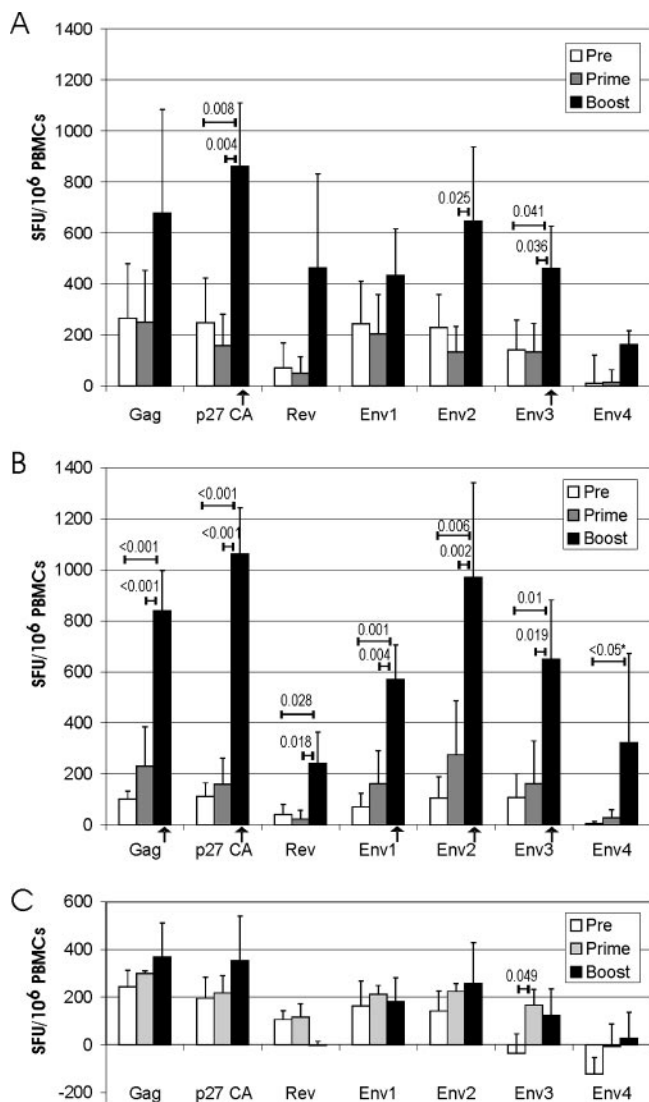 A
SFU/10⁶ PBMCs
1400
1200
1000
800
600
400
200
0
Pre
Prime
Boost
0.008
0.004
0.025
0.041
0.036
Gag p27 CA Rev Env1 Env2 Env3 Env4
B
SFU/10⁶ PBMCs
1400
1200
1000
800
600
400
200
0
Pre
Prime
Boost
<0.001
<0.001
<0.001
<0.001
0.028
0.018
0.001
0.004
0.006
0.002
0.01
0.019
<0.05*
Gag p27 CA Rev Env1 Env2 Env3 Env4
C
SFU/10⁶ PBMCs
600
400
200
0
-200
Pre
Prime
Boost
0.049
Gag p27 CA Rev Env1 Env2 Env3 Env4